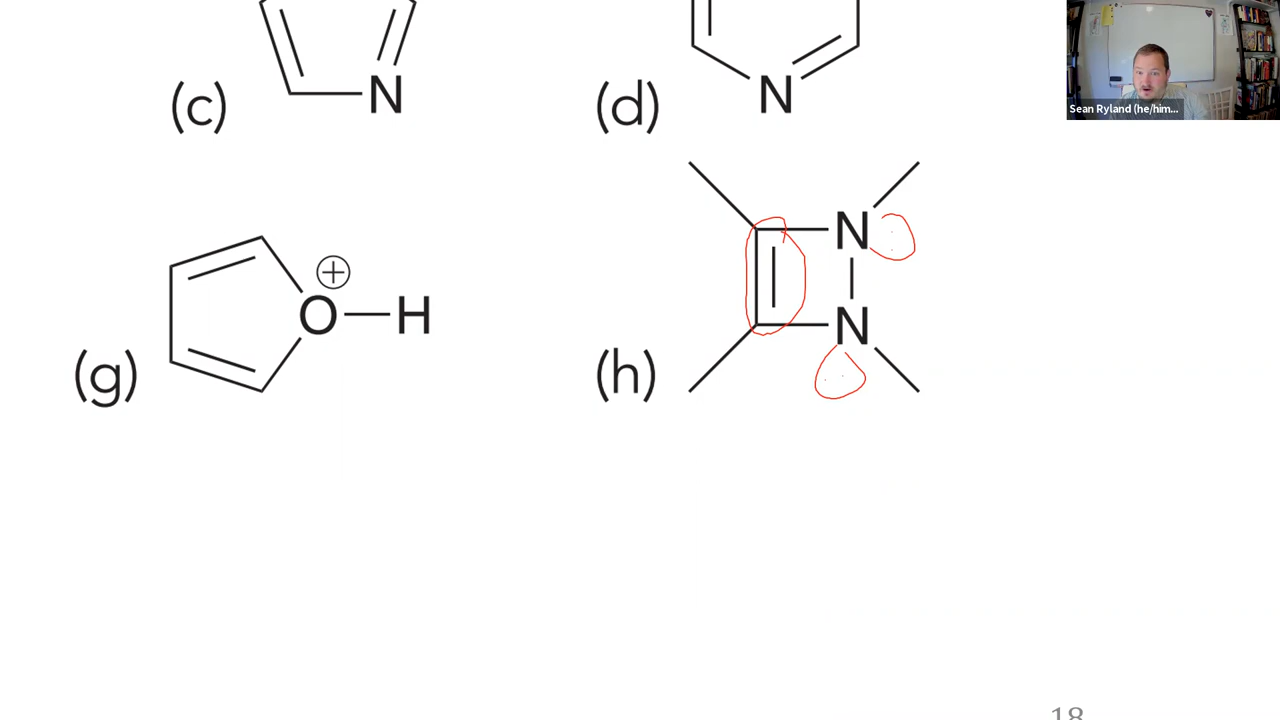 (c) N
(d) N
Sean Ryland (he/him...
(g) O ⊕ H
(h) N
N
18